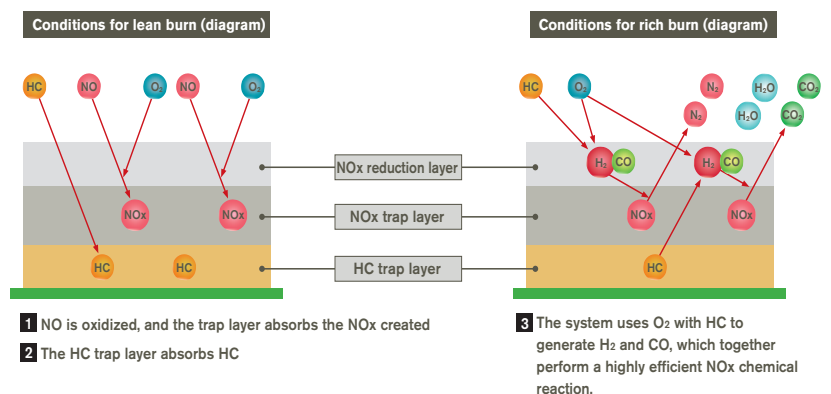 Conditions for lean burn (diagram)
Conditions for rich burn (diagram)
HC NO O₂ NO O₂
HC O₂ N₂ H₂O CO₂
N₂ H₂O CO₂
NOx reduction layer
H₂ CO H₂ CO
NOx NOx
NOx trap layer
NOx NOx
HC HC
HC trap layer
HC
1 NO is oxidized, and the trap layer absorbs the NOx created
2 The HC trap layer absorbs HC
3 The system uses O₂ with HC to
generate H₂ and CO, which together
perform a highly efficient NOx chemical
reaction.